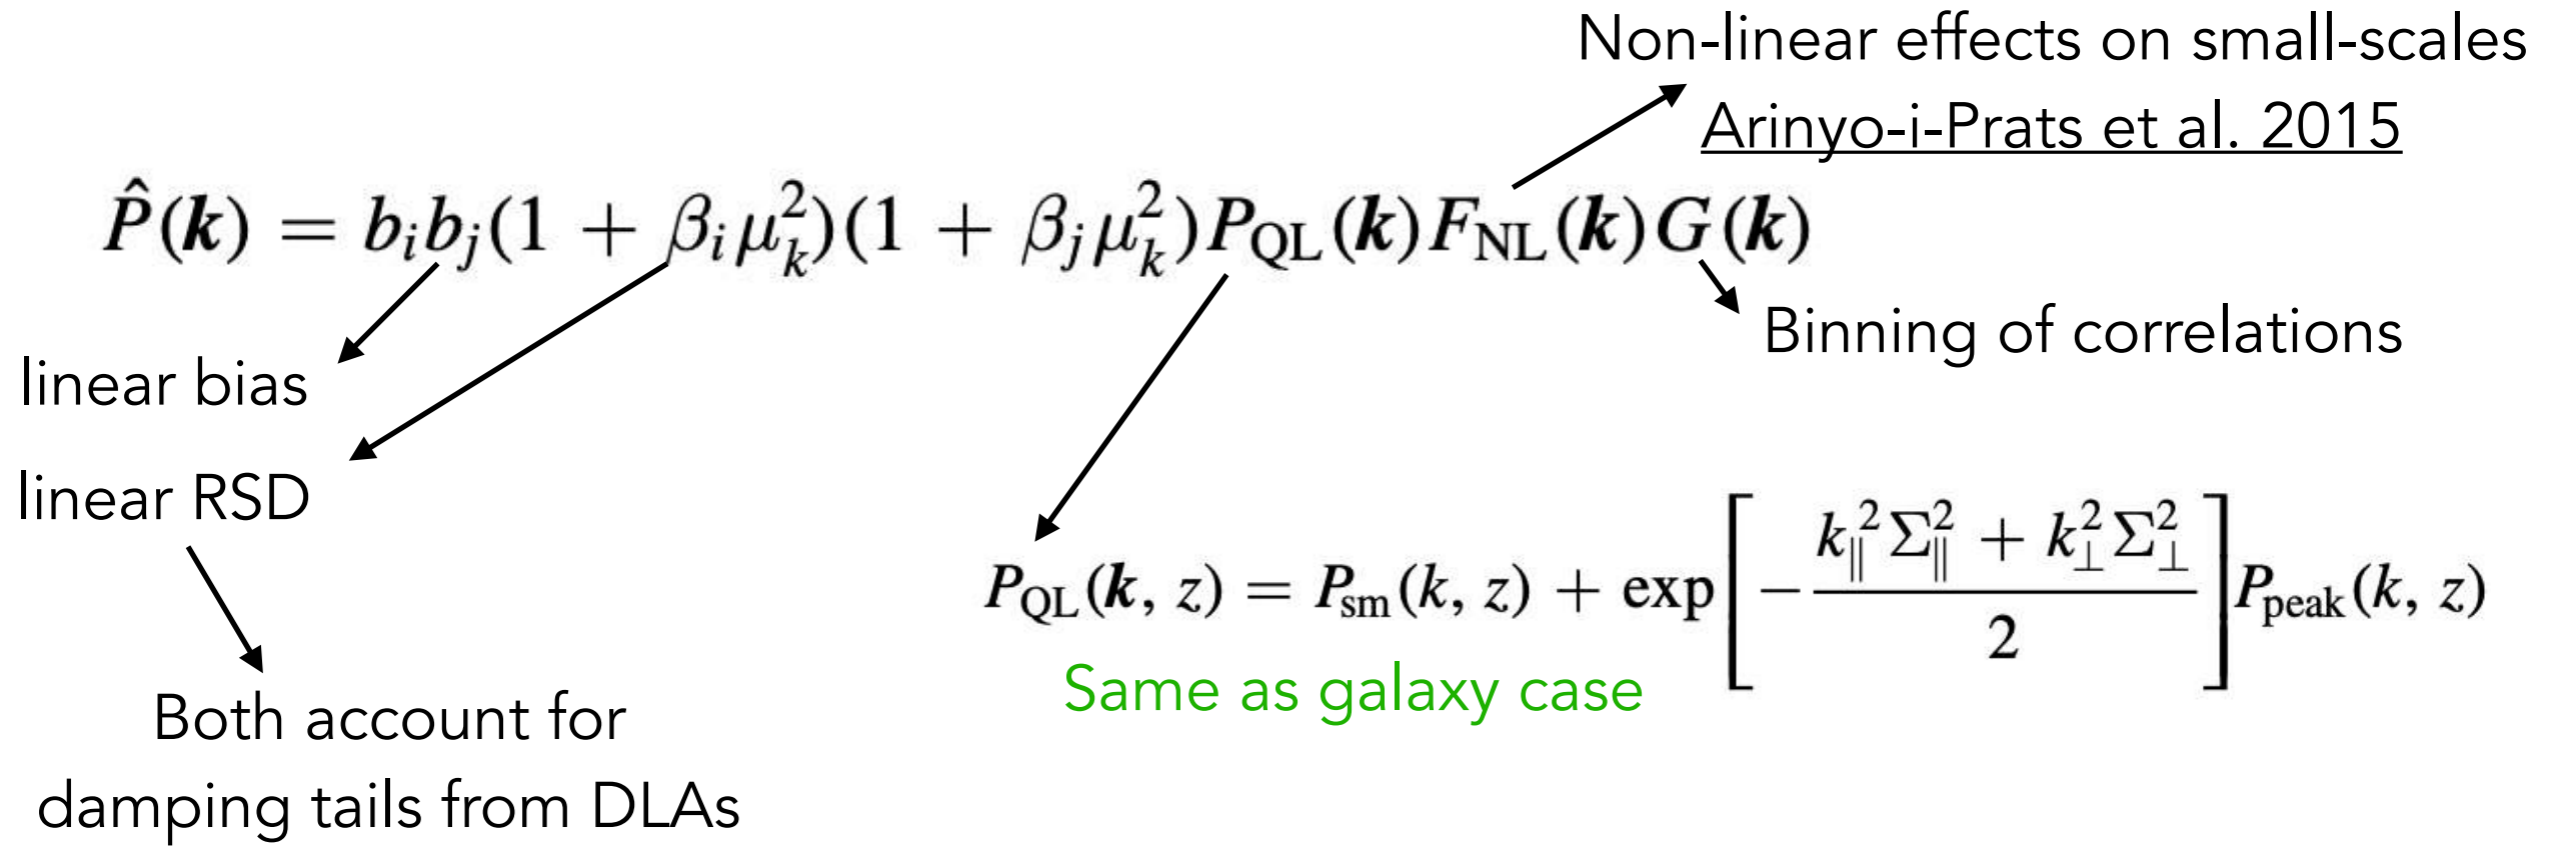 Non-linear effects on small-scales
Arinyo-i-Prats et al. 2015
P̂(k) = b_i b_j (1 + β_i μ_k^2)(1 + β_j μ_k^2) P_QL(k) F_NL(k) G(k)
Binning of correlations
linear bias
linear RSD
P_QL(k, z) = P_sm(k, z) + exp[−(k_∥^2 Σ_∥^2 + k_⊥^2 Σ_⊥^2)/2] P_peak(k, z)
Same as galaxy case
Both account for
damping tails from DLAs